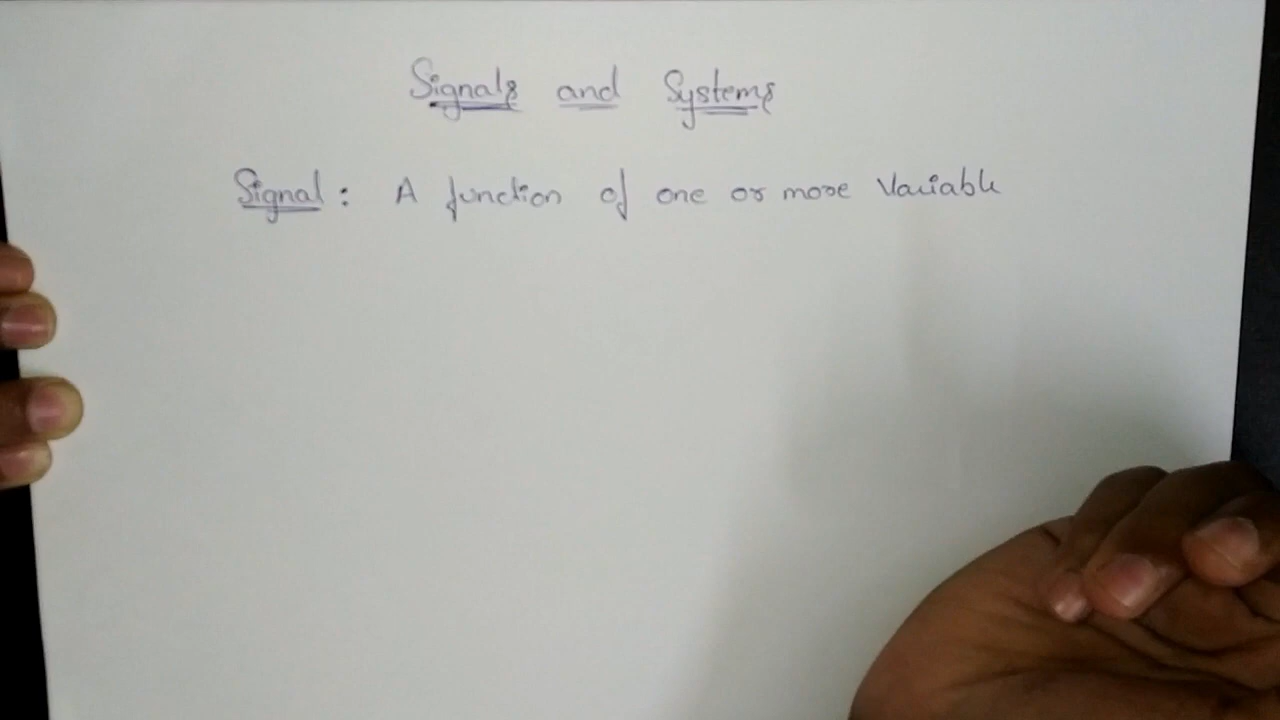 Signals and Systems
Signal : A function of one or more Variable